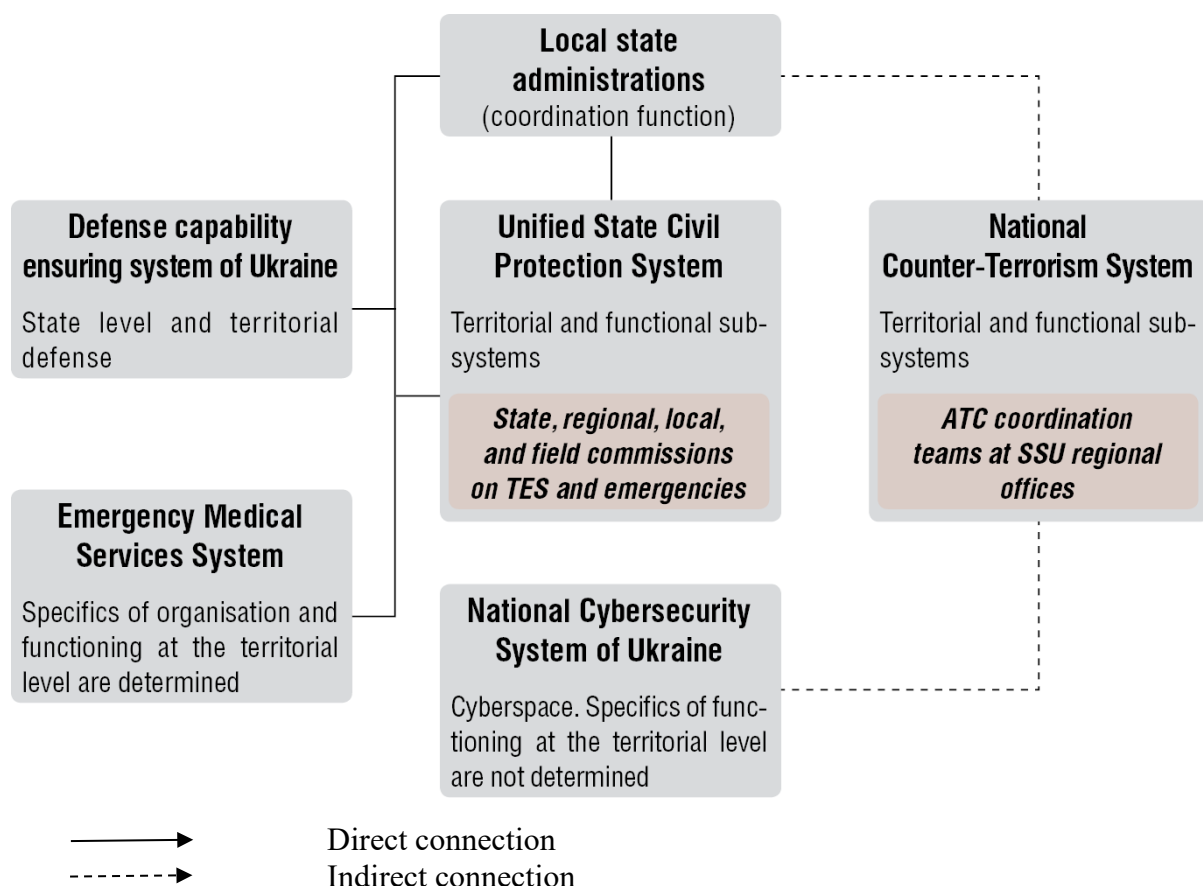 Local state
administrations
(coordination function)
Defense capability
ensuring system of Ukraine
State level and territorial
defense
Unified State Civil
Protection System
Territorial and functional sub-
systems
State, regional, local,
and field commissions
on TES and emergencies
National
Counter-Terrorism System
Territorial and functional sub-
systems
ATC coordination
teams at SSU regional
offices
Emergency Medical
Services System
Specifics of organisation and
functioning at the territorial
level are determined
National Cybersecurity
System of Ukraine
Cyberspace. Specifics of func-
tioning at the territorial level
are not determined
Direct connection
Indirect connection